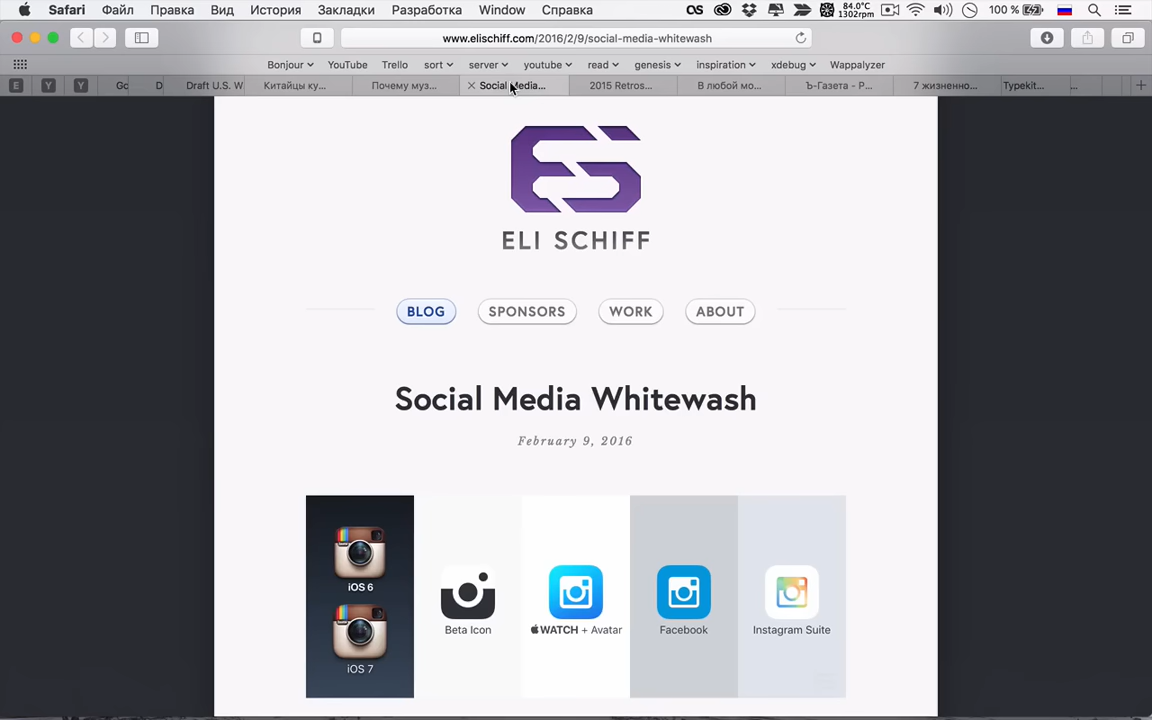 Safari Файл Правка Вид История Закладки Разработка Window Справка 84.0°C 1302rpm 100 %
www.elischiff.com/2016/2/9/social-media-whitewash
Bonjour YouTube Trello sort server youtube read genesis inspiration xdebug Wappalyzer
E Y Y Gc D Draft U.S. W Китайцы ку... Почему муз... Social Media... 2015 Retros... В любой мо... Ъ-Газета - Р... 7 жизненно... Typekit... ...
ES
ELI SCHIFF
BLOG SPONSORS WORK ABOUT
Social Media Whitewash
February 9, 2016
iOS 6
iOS 7
Beta Icon
WATCH + Avatar
Facebook
Instagram Suite